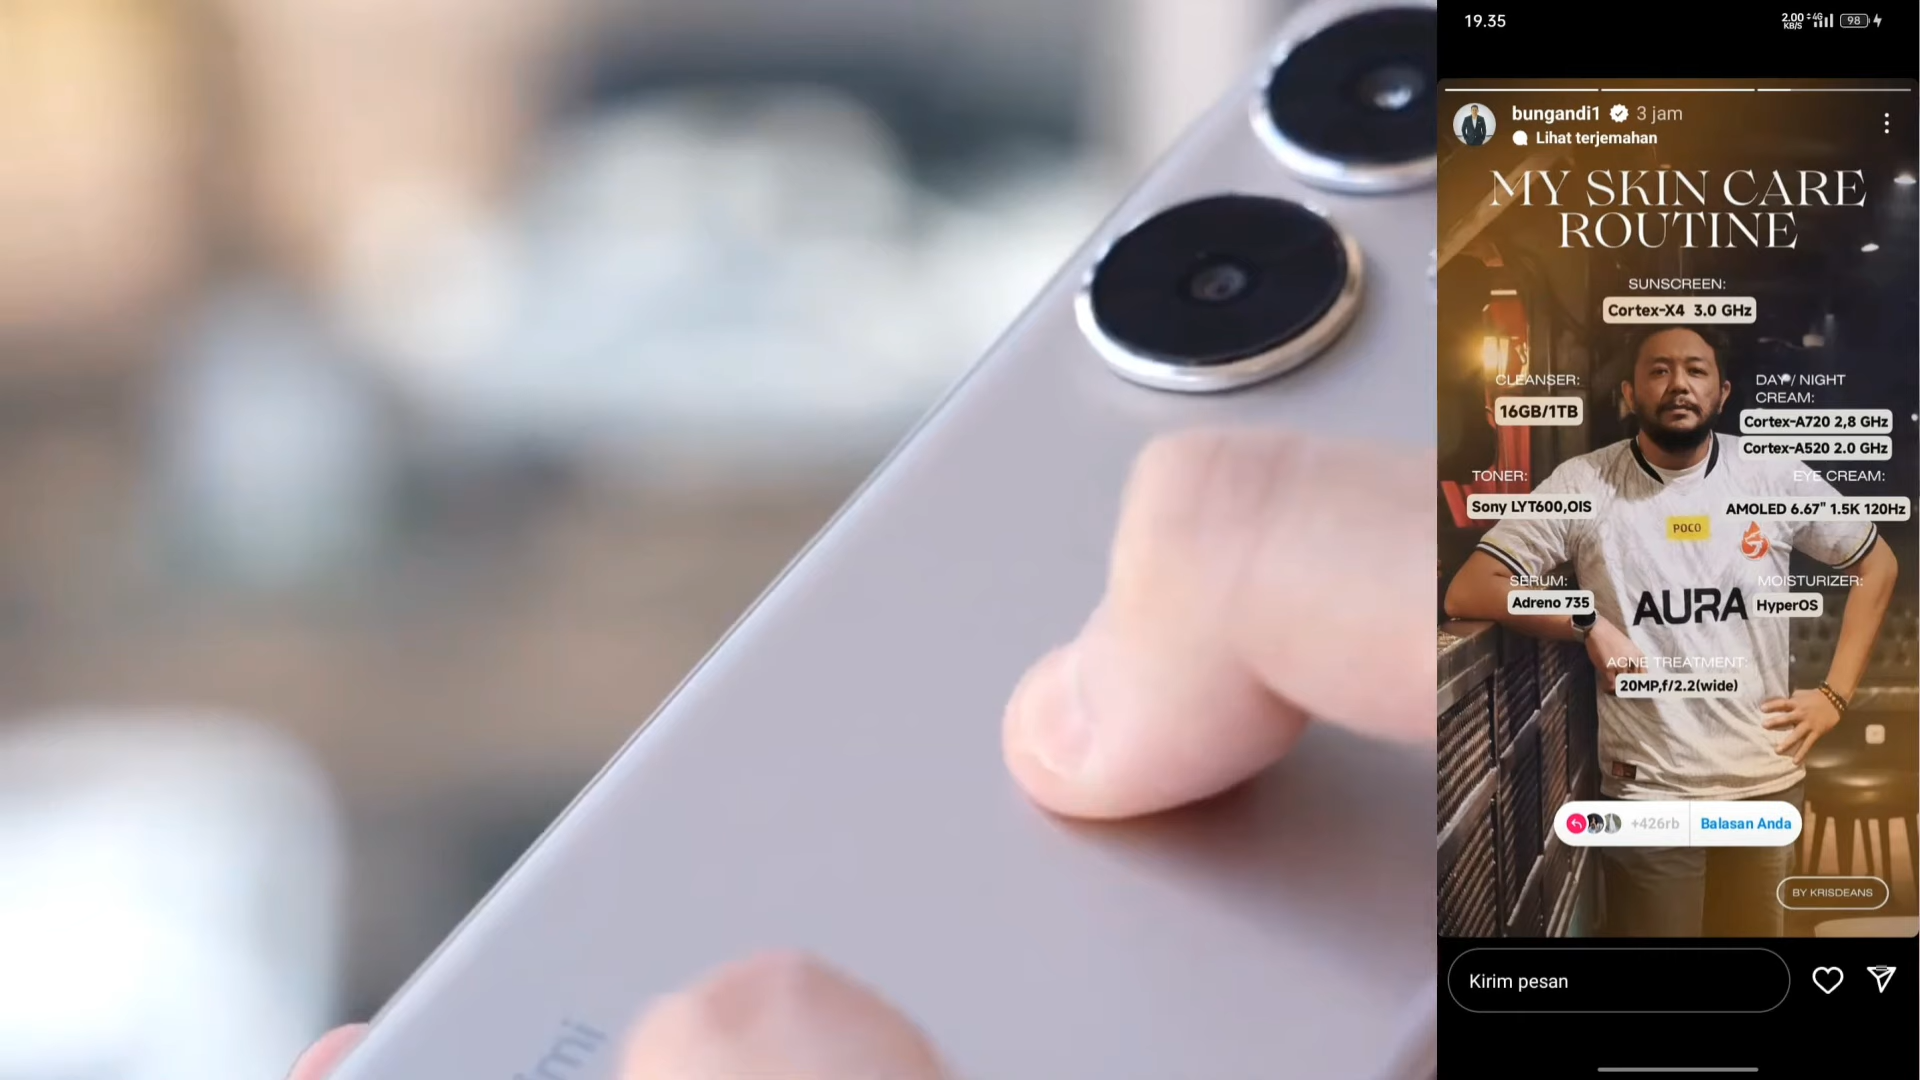 mi
19.35
2.00 KB/S 4G 98
bungandi1 3 jam
Lihat terjemahan
MY SKIN CARE
ROUTINE
SUNSCREEN:
Cortex-X4 3.0 GHz
CLEANSER:
16GB/1TB
DAY / NIGHT
CREAM:
Cortex-A720 2,8 GHz
Cortex-A520 2.0 GHz
TONER:
Sony LYT600,OIS
EYE CREAM:
AMOLED 6.67" 1.5K 120Hz
POCO
SERUM:
Adreno 735
AURA
MOISTURIZER:
HyperOS
ACNE TREATMENT:
20MP,f/2.2(wide)
+426rb Balasan Anda
BY KRISDEANS
Kirim pesan